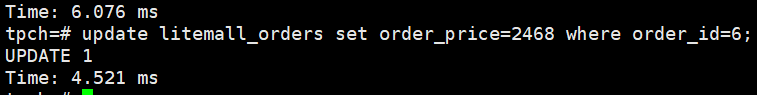 Time: 6.076 ms
tpch=# update litemall_orders set order_price=2468 where order_id=6;
UPDATE 1
Time: 4.521 ms